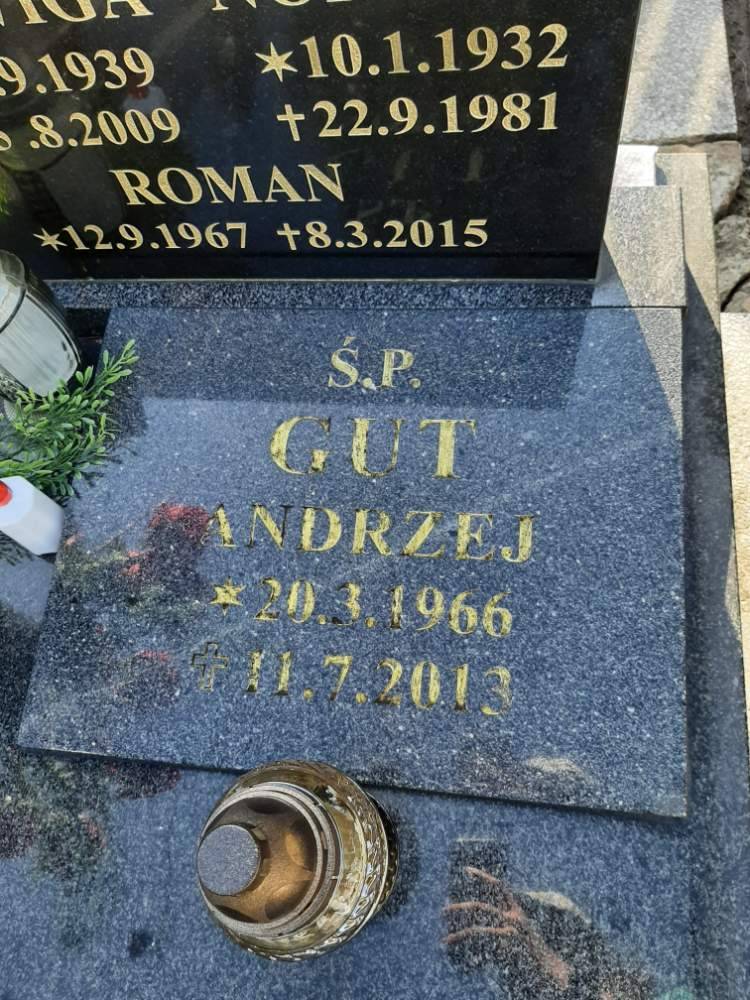 ★10.1.1932
.9.1939
✝22.9.1981
.8.2009
ROMAN
★12.9.1967 ✝8.3.2015
Ś.P.
GUT
ANDRZEJ
★20.3.1966
✝11.7.2013